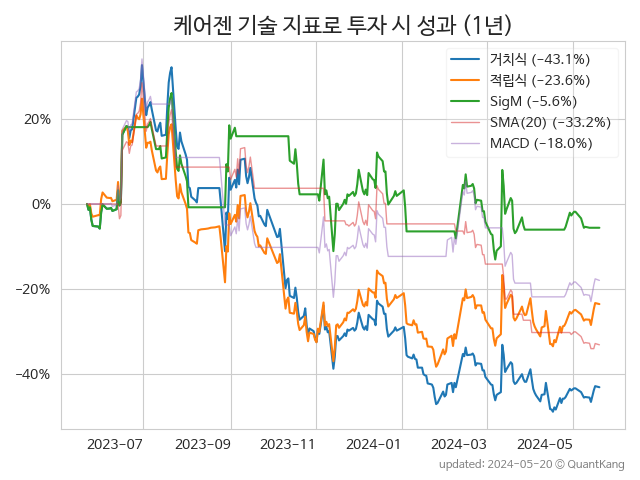 케어젠 기술 지표로 투자 시 성과 (1년)
거치식 (−43.1%)
적립식 (−23.6%)
SigM (−5.6%)
SMA(20) (−33.2%)
MACD (−18.0%)
20%
0%
−20%
−40%
2023-07
2023-09
2023-11
2024-01
2024-03
2024-05
updated: 2024-05-20 © QuantKang